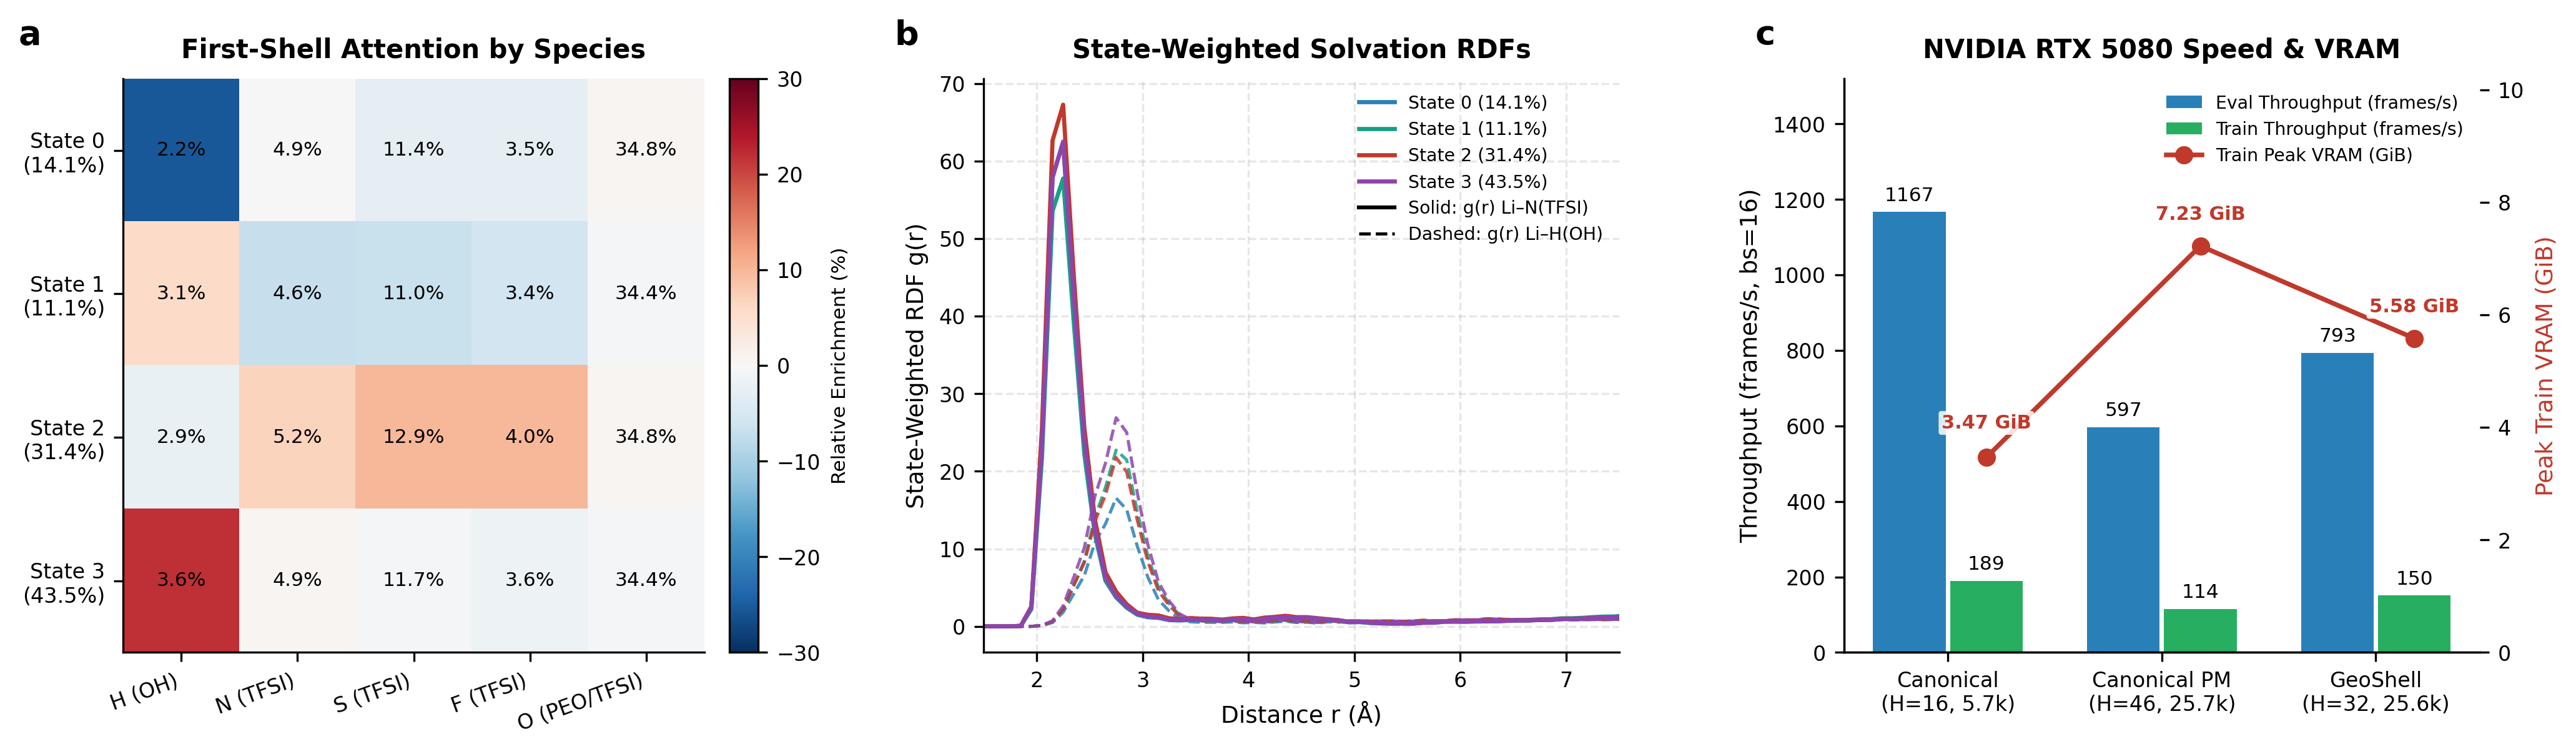 a
First-Shell Attention by Species
State 0
(14.1%)
2.2% 4.9% 11.4% 3.5% 34.8%
State 1
(11.1%)
3.1% 4.6% 11.0% 3.4% 34.4%
State 2
(31.4%)
2.9% 5.2% 12.9% 4.0% 34.8%
State 3
(43.5%)
3.6% 4.9% 11.7% 3.6% 34.4%
H (OH) N (TFSI) S (TFSI) F (TFSI) O (PEO/TFSI)
30
20
10
0
−10
−20
−30
Relative Enrichment (%)
b
State-Weighted Solvation RDFs
State-Weighted RDF g(r)
70
60
50
40
30
20
10
0
State 0 (14.1%)
State 1 (11.1%)
State 2 (31.4%)
State 3 (43.5%)
Solid: g(r) Li–N(TFSI)
Dashed: g(r) Li–H(OH)
2 3 4 5 6 7
Distance r (Å)
c
NVIDIA RTX 5080 Speed & VRAM
Throughput (frames/s, bs=16)
1400
1200
1000
800
600
400
200
0
Eval Throughput (frames/s)
Train Throughput (frames/s)
Train Peak VRAM (GiB)
1167
189
3.47 GiB
597
114
7.23 GiB
793
150
5.58 GiB
Canonical
(H=16, 5.7k)
Canonical PM
(H=46, 25.7k)
GeoShell
(H=32, 25.6k)
10
8
6
4
2
0
Peak Train VRAM (GiB)